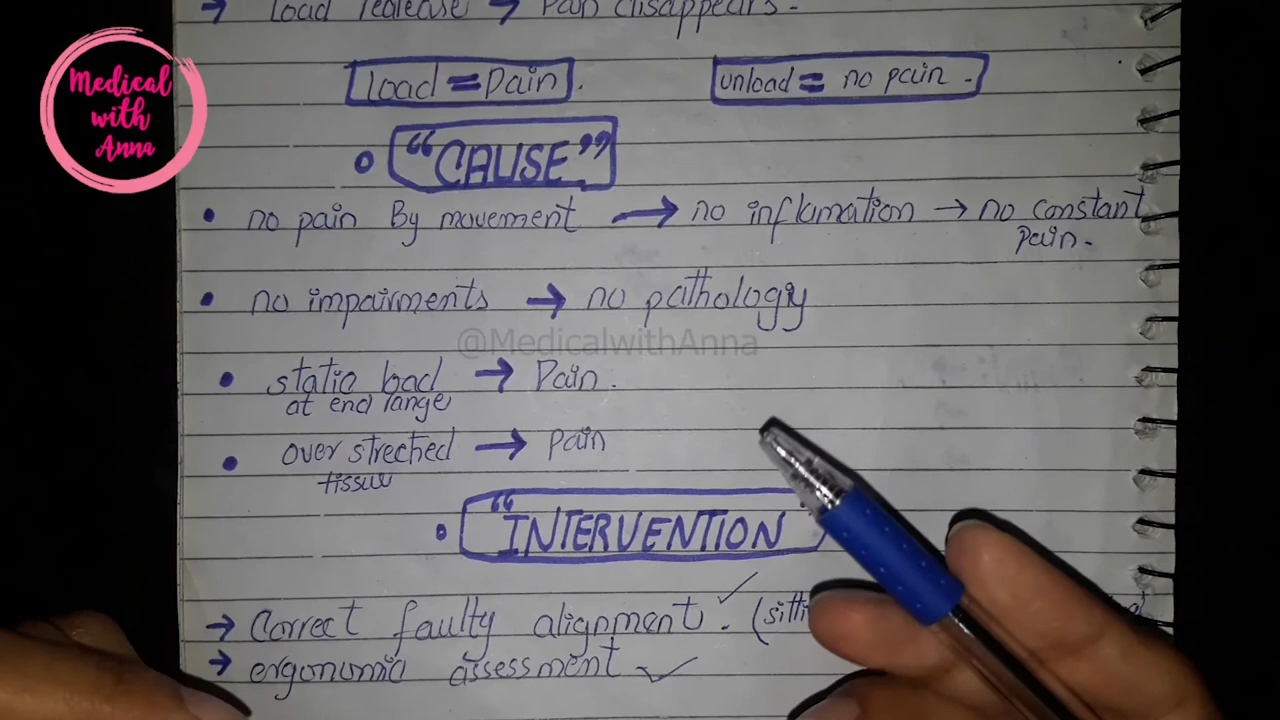 → load realease → Pain disappears.
Medical
with
Anna
load = Pain.
unload = no pain.
• "CAUSE"
• no pain By movement → no inflamation → no constant
pain.
• no impairments → no pathology
@MedicalwithAnna
• static load → Pain.
at end range
• over streched → pain
tissue
• "INTERVENTION
→ Correct faulty alignment. ✓ (sitti
→ ergonomic assessment ✓